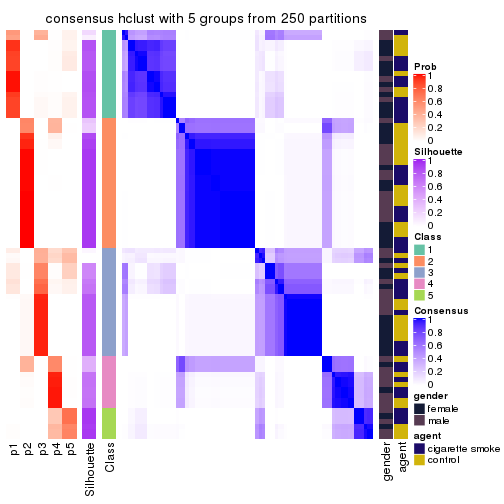 consensus hclust with 5 groups from 250 partitions
Prob
1
0.8
0.6
0.4
0.2
0
Silhouette
1
0.8
0.6
0.4
0.2
0
Class
1
2
3
4
5
Consensus
1
0.8
0.6
0.4
0.2
0
gender
female
male
agent
cigarette smoke
control
p1
p2
p3
p4
p5
Silhouette
Class
gender
agent